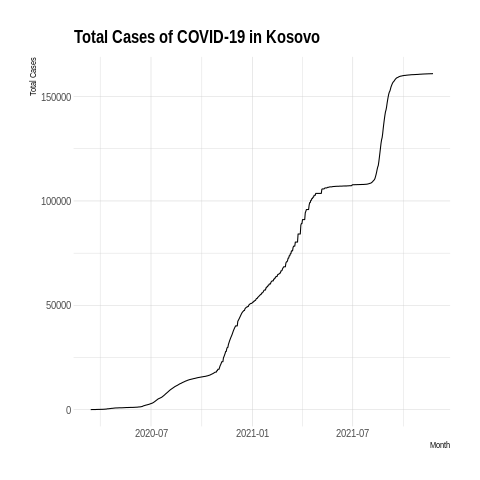 Total Cases of COVID-19 in Kosovo
Total Cases
150000
100000
50000
0
2020-07 2021-01 2021-07
Month